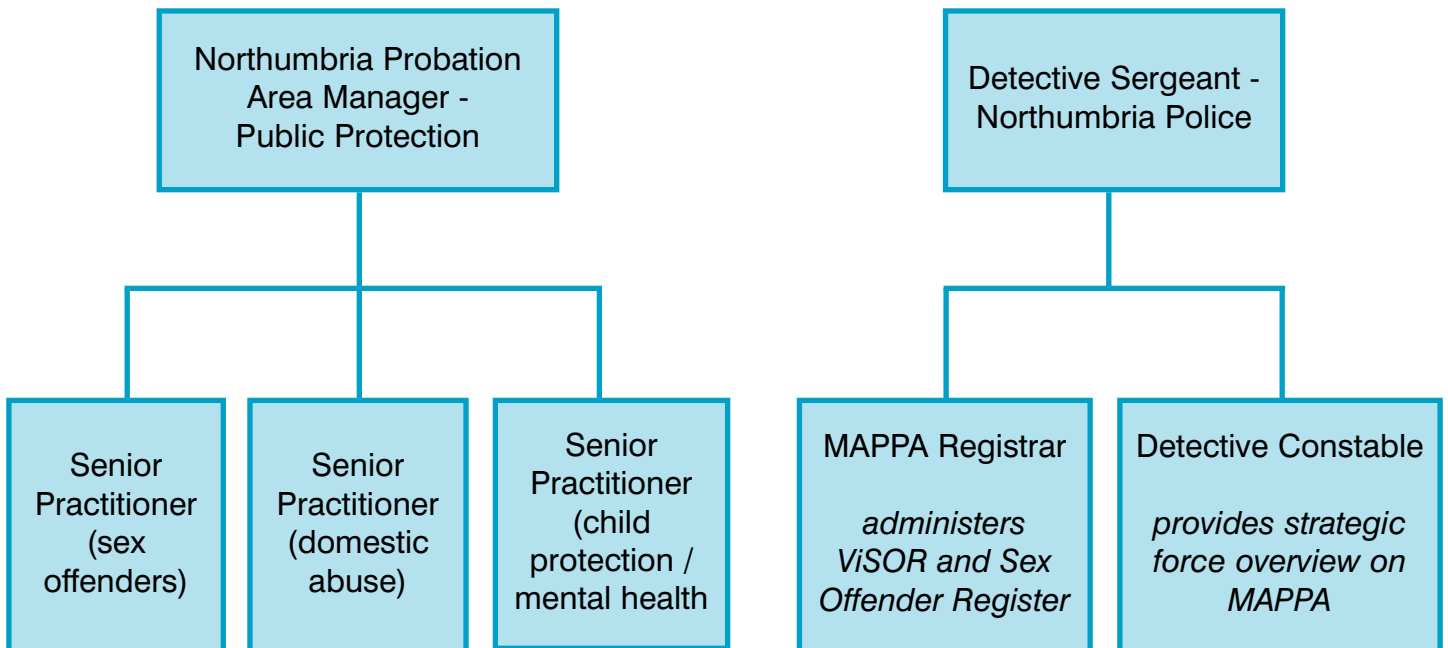 Northumbria Probation
Area Manager -
Public Protection
Detective Sergeant -
Northumbria Police
Senior
Practitioner
(sex
offenders)
Senior
Practitioner
(domestic
abuse)
Senior
Practitioner
(child
protection /
mental health
MAPPA Registrar
administers
ViSOR and Sex
Offender Register
Detective Constable
provides strategic
force overview on
MAPPA